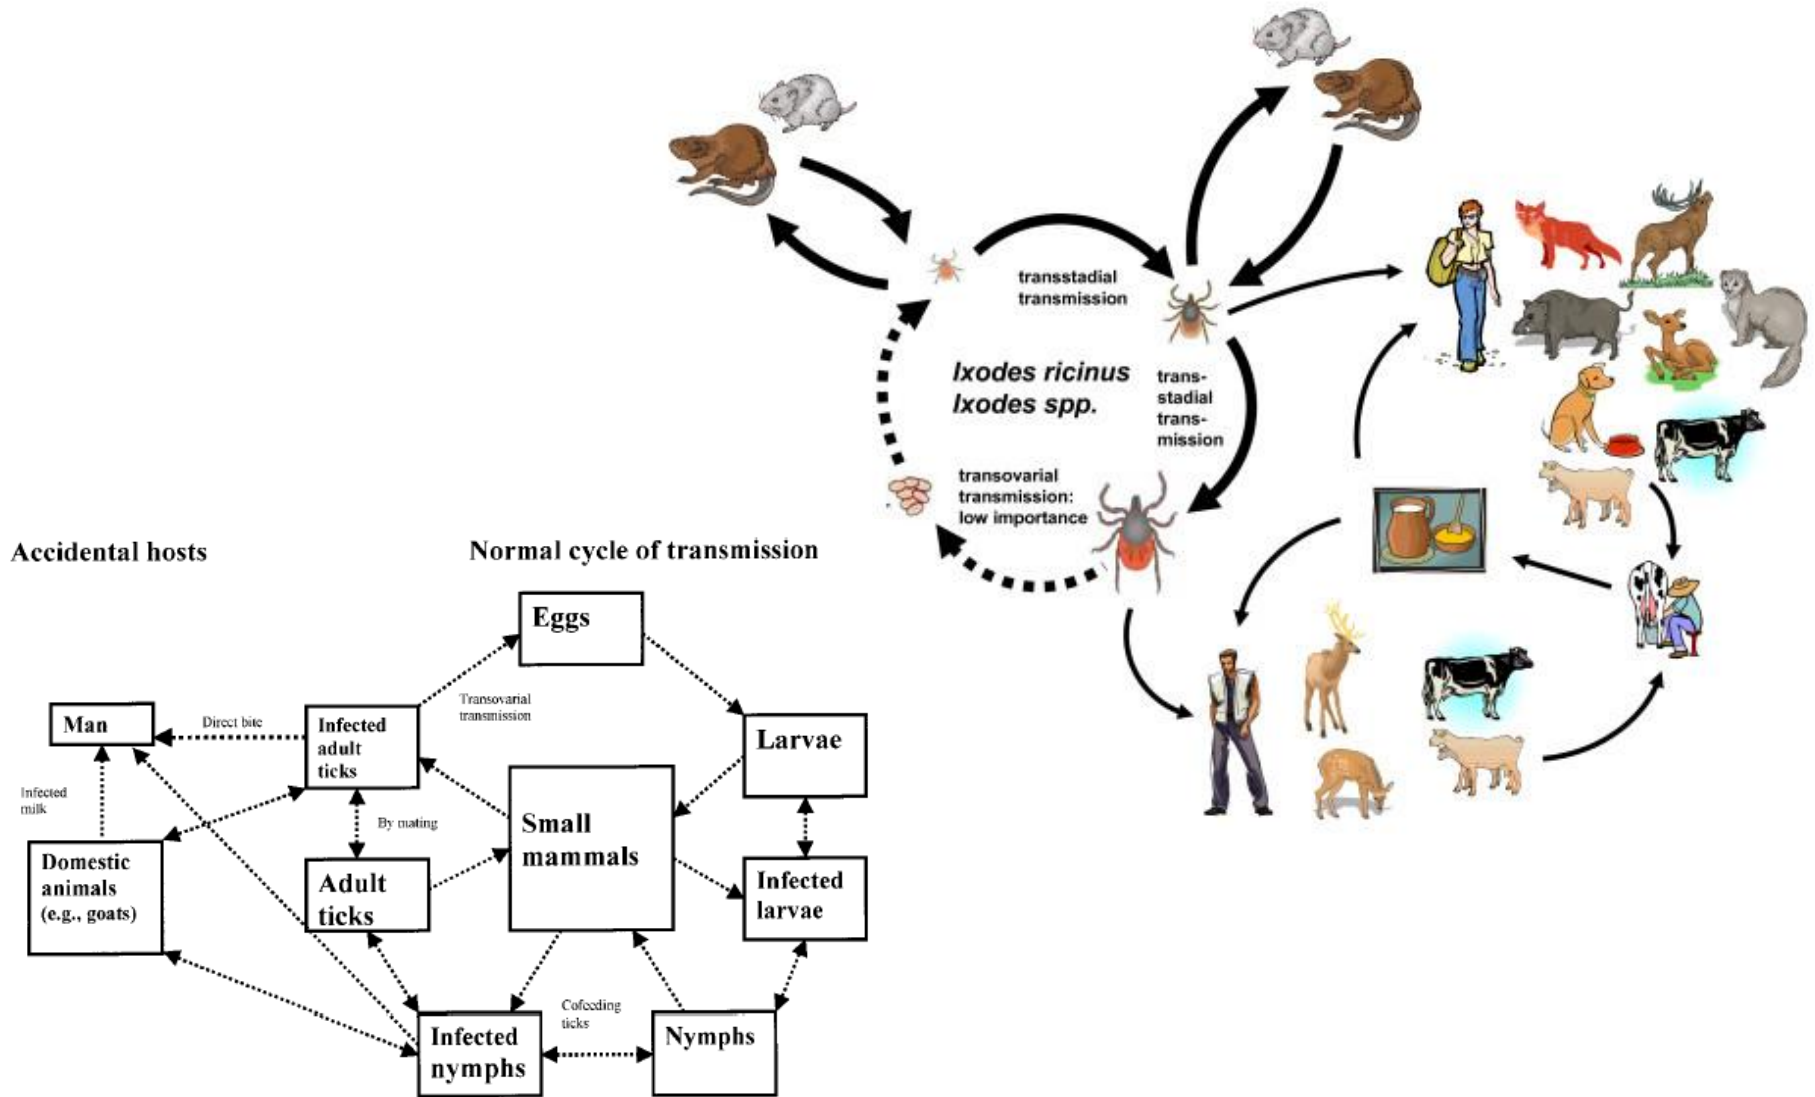 transstadial
transmission
Ixodes ricinus
Ixodes spp.
trans-
stadial
trans-
mission
transovarial
transmission:
low importance
Accidental hosts
Normal cycle of transmission
Eggs
Transovarial
transmission
Man
Direct bite
Infected
adult
ticks
Larvae
Infected
milk
By mating
Small
mammals
Domestic
animals
(e.g., goats)
Adult
ticks
Infected
larvae
Cofeeding
ticks
Infected
nymphs
Nymphs